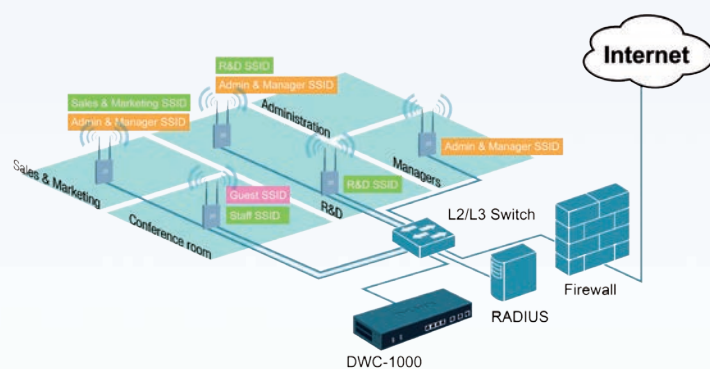 Internet
R&D SSID
Admin & Manager SSID
Sales & Marketing SSID
Admin & Manager SSID
Administration
Admin & Manager SSID
Managers
Sales & Marketing
Guest SSID
Staff SSID
R&D SSID
R&D
Conference room
L2/L3 Switch
Firewall
RADIUS
DWC-1000